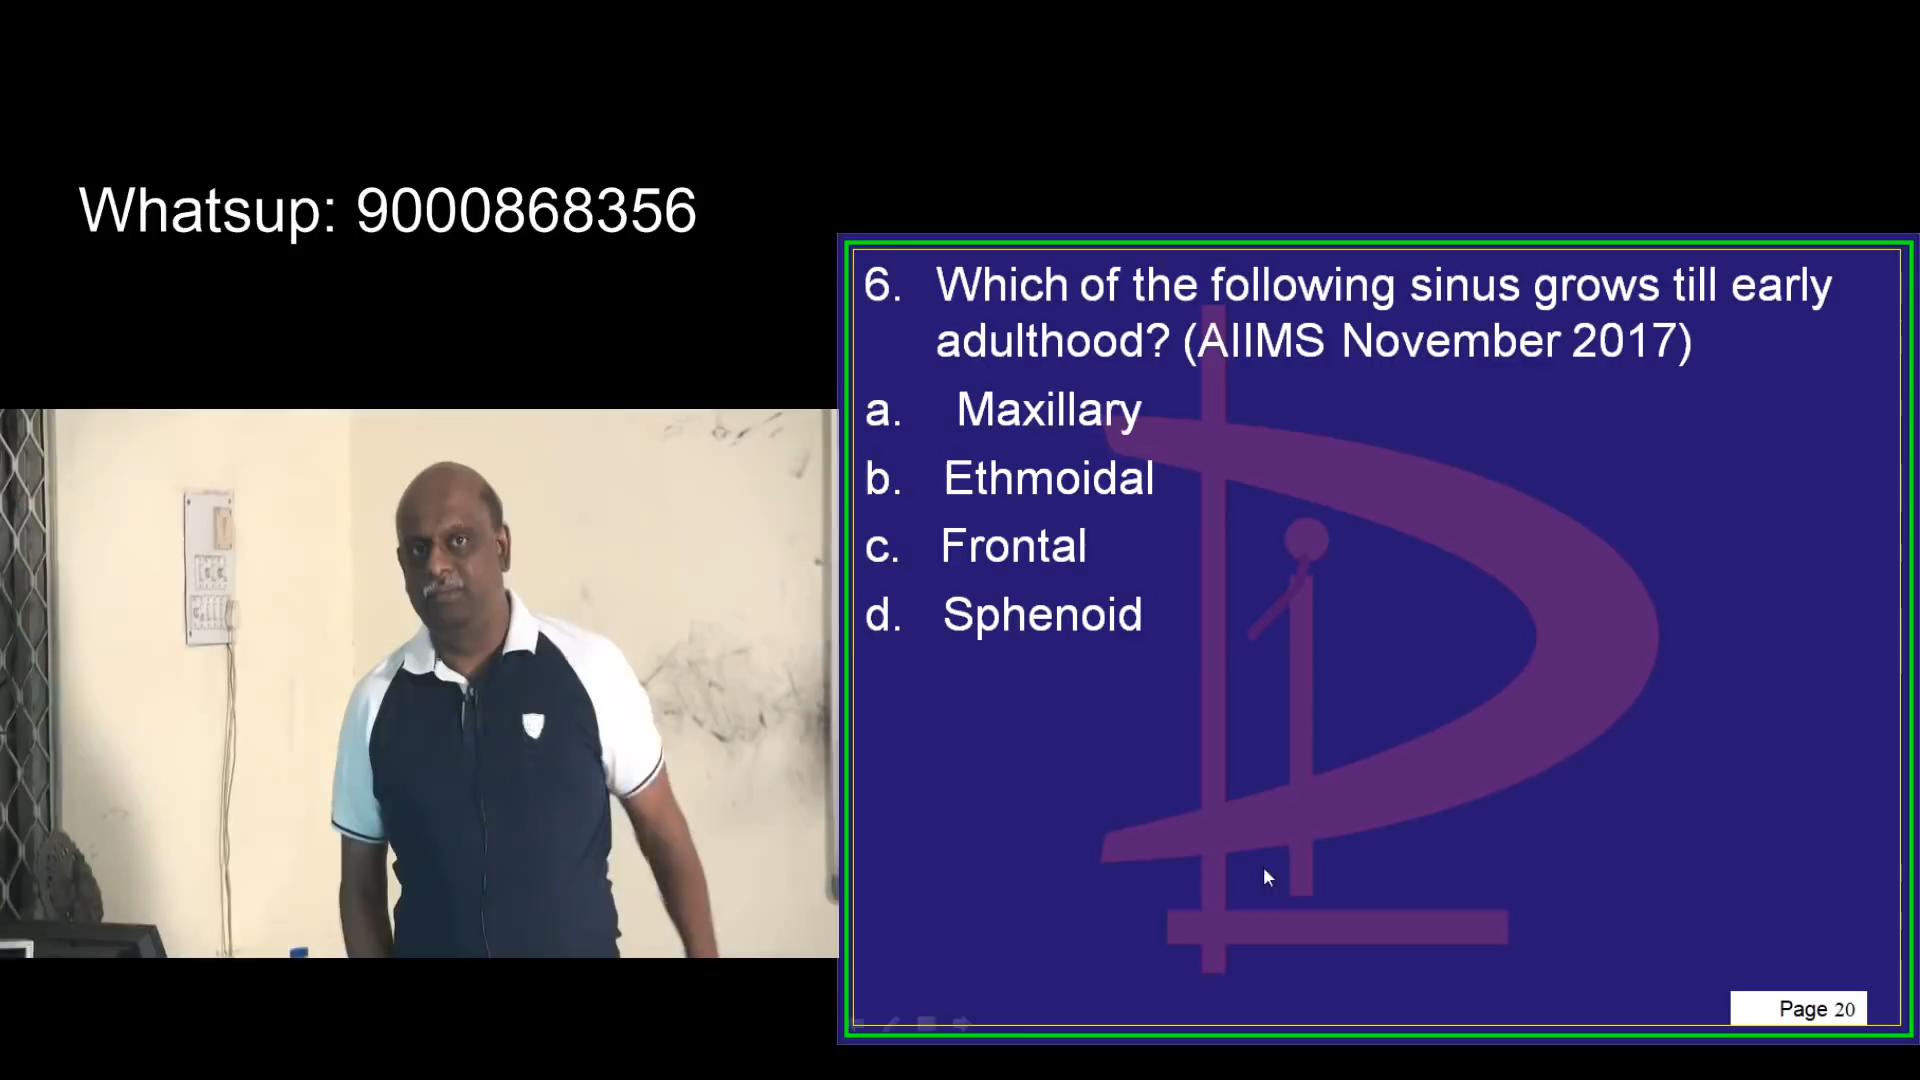 Whatsup: 9000868356
6. Which of the following sinus grows till early
adulthood? (AIIMS November 2017)
a. Maxillary
b. Ethmoidal
c. Frontal
d. Sphenoid
Page 20